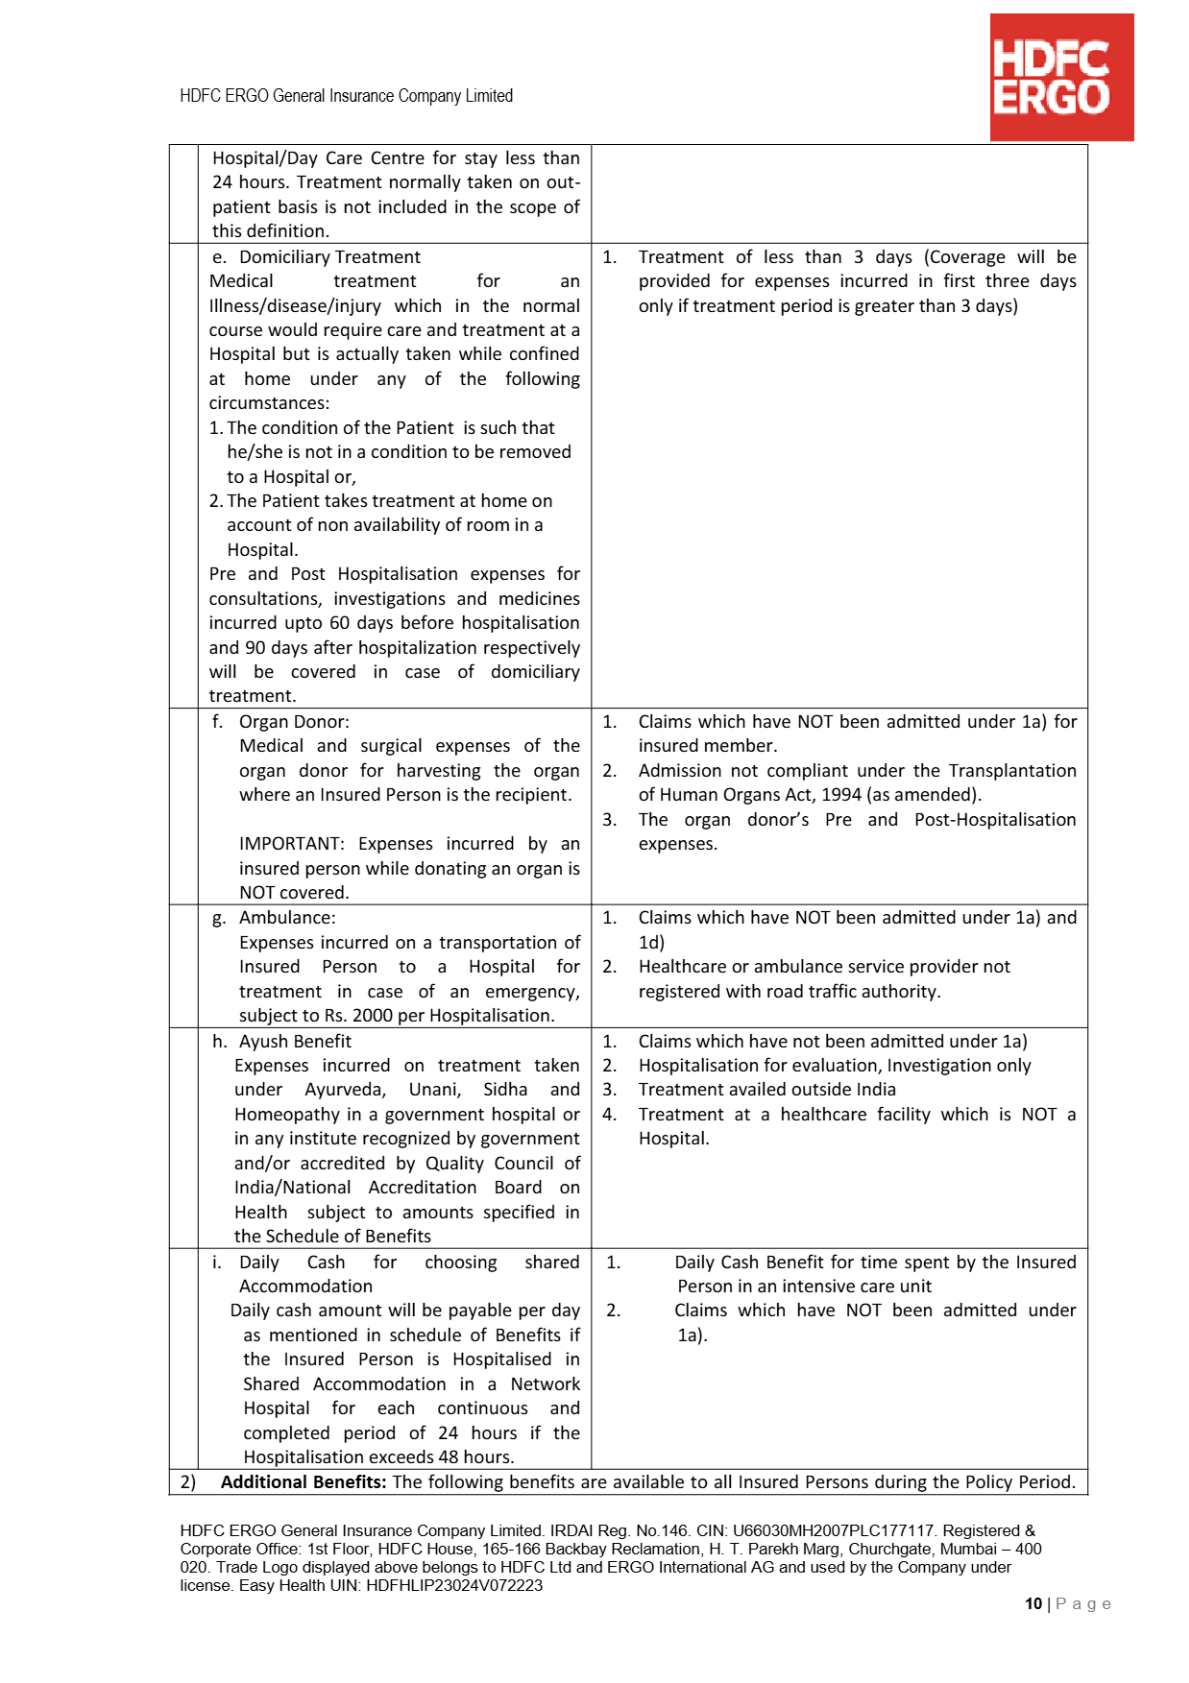 HDFC
ERGO
HDFC ERGO General Insurance Company Limited
Hospital/Day Care Centre for stay less than
24 hours. Treatment normally taken on out-
patient basis is not included in the scope of
this definition.
e. Domiciliary Treatment
Medical treatment for an
Illness/disease/injury which in the normal
course would require care and treatment at a
Hospital but is actually taken while confined
at home under any of the following
circumstances:
1. The condition of the Patient is such that
he/she is not in a condition to be removed
to a Hospital or,
2. The Patient takes treatment at home on
account of non availability of room in a
Hospital.
Pre and Post Hospitalisation expenses for
consultations, investigations and medicines
incurred upto 60 days before hospitalisation
and 90 days after hospitalization respectively
will be covered in case of domiciliary
treatment.
1. Treatment of less than 3 days (Coverage will be
provided for expenses incurred in first three days
only if treatment period is greater than 3 days)
f. Organ Donor:
Medical and surgical expenses of the
organ donor for harvesting the organ
where an Insured Person is the recipient.
IMPORTANT: Expenses incurred by an
insured person while donating an organ is
NOT covered.
1. Claims which have NOT been admitted under 1a) for
insured member.
2. Admission not compliant under the Transplantation
of Human Organs Act, 1994 (as amended).
3. The organ donor’s Pre and Post-Hospitalisation
expenses.
g. Ambulance:
Expenses incurred on a transportation of
Insured Person to a Hospital for
treatment in case of an emergency,
subject to Rs. 2000 per Hospitalisation.
1. Claims which have NOT been admitted under 1a) and
1d)
2. Healthcare or ambulance service provider not
registered with road traffic authority.
h. Ayush Benefit
Expenses incurred on treatment taken
under Ayurveda, Unani, Sidha and
Homeopathy in a government hospital or
in any institute recognized by government
and/or accredited by Quality Council of
India/National Accreditation Board on
Health subject to amounts specified in
the Schedule of Benefits
1. Claims which have not been admitted under 1a)
2. Hospitalisation for evaluation, Investigation only
3. Treatment availed outside India
4. Treatment at a healthcare facility which is NOT a
Hospital.
i. Daily Cash for choosing shared
Accommodation
Daily cash amount will be payable per day
as mentioned in schedule of Benefits if
the Insured Person is Hospitalised in
Shared Accommodation in a Network
Hospital for each continuous and
completed period of 24 hours if the
Hospitalisation exceeds 48 hours.
1. Daily Cash Benefit for time spent by the Insured
Person in an intensive care unit
2. Claims which have NOT been admitted under
1a).
2) Additional Benefits: The following benefits are available to all Insured Persons during the Policy Period.
HDFC ERGO General Insurance Company Limited. IRDAI Reg. No.146. CIN: U66030MH2007PLC177117. Registered &
Corporate Office: 1st Floor, HDFC House, 165-166 Backbay Reclamation, H. T. Parekh Marg, Churchgate, Mumbai – 400
020. Trade Logo displayed above belongs to HDFC Ltd and ERGO International AG and used by the Company under
license. Easy Health UIN: HDFHLIP23024V072223
10 | Page